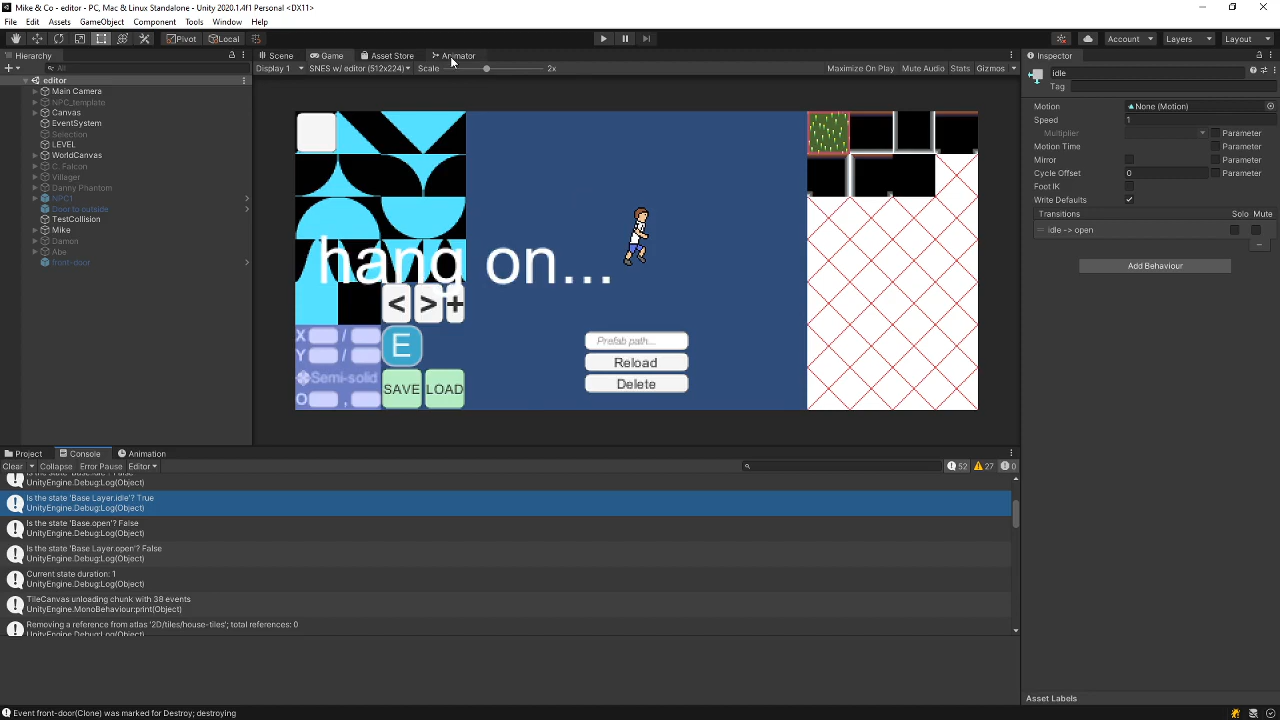 Mike & Co - editor - PC, Mac & Linux Standalone - Unity 2020.1.4f1 Personal <DX11>
File Edit Assets GameObject Component Tools Window Help
Pivot Local Account Layers Layout
Hierarchy
All
editor
Main Camera
NPC_template
Canvas
EventSystem
Selection
LEVEL
WorldCanvas
C. Falcon
Villager
Danny Phantom
NPC1
Door to outside
TestCollision
Mike
Damon
Abe
front-door
Scene Game Asset Store Animator
Display 1 SNES w/ editor (512x224) Scale 2x Maximize On Play Mute Audio Stats Gizmos
hang on...
< > +
X / E
Y /
Semi-solid
O , SAVE LOAD
Prefab path...
Reload
Delete
Inspector
idle
Tag
Motion None (Motion)
Speed 1
Multiplier Parameter
Motion Time Parameter
Mirror Parameter
Cycle Offset 0 Parameter
Foot IK
Write Defaults
Transitions Solo Mute
idle -> open
Add Behaviour
Asset Labels
Project Console Animation
Clear Collapse Error Pause Editor 52 27 0
UnityEngine.Debug:Log(Object)
Is the state 'Base Layer.idle'? True
UnityEngine.Debug:Log(Object)
Is the state 'Base.open'? False
UnityEngine.Debug:Log(Object)
Is the state 'Base Layer.open'? False
UnityEngine.Debug:Log(Object)
Current state duration: 1
UnityEngine.Debug:Log(Object)
TileCanvas unloading chunk with 38 events
UnityEngine.MonoBehaviour:print(Object)
Removing a reference from atlas '2D/tiles/house-tiles'; total references: 0
UnityEngine.Debug:Log(Object)
Event front-door(Clone) was marked for Destroy; destroying